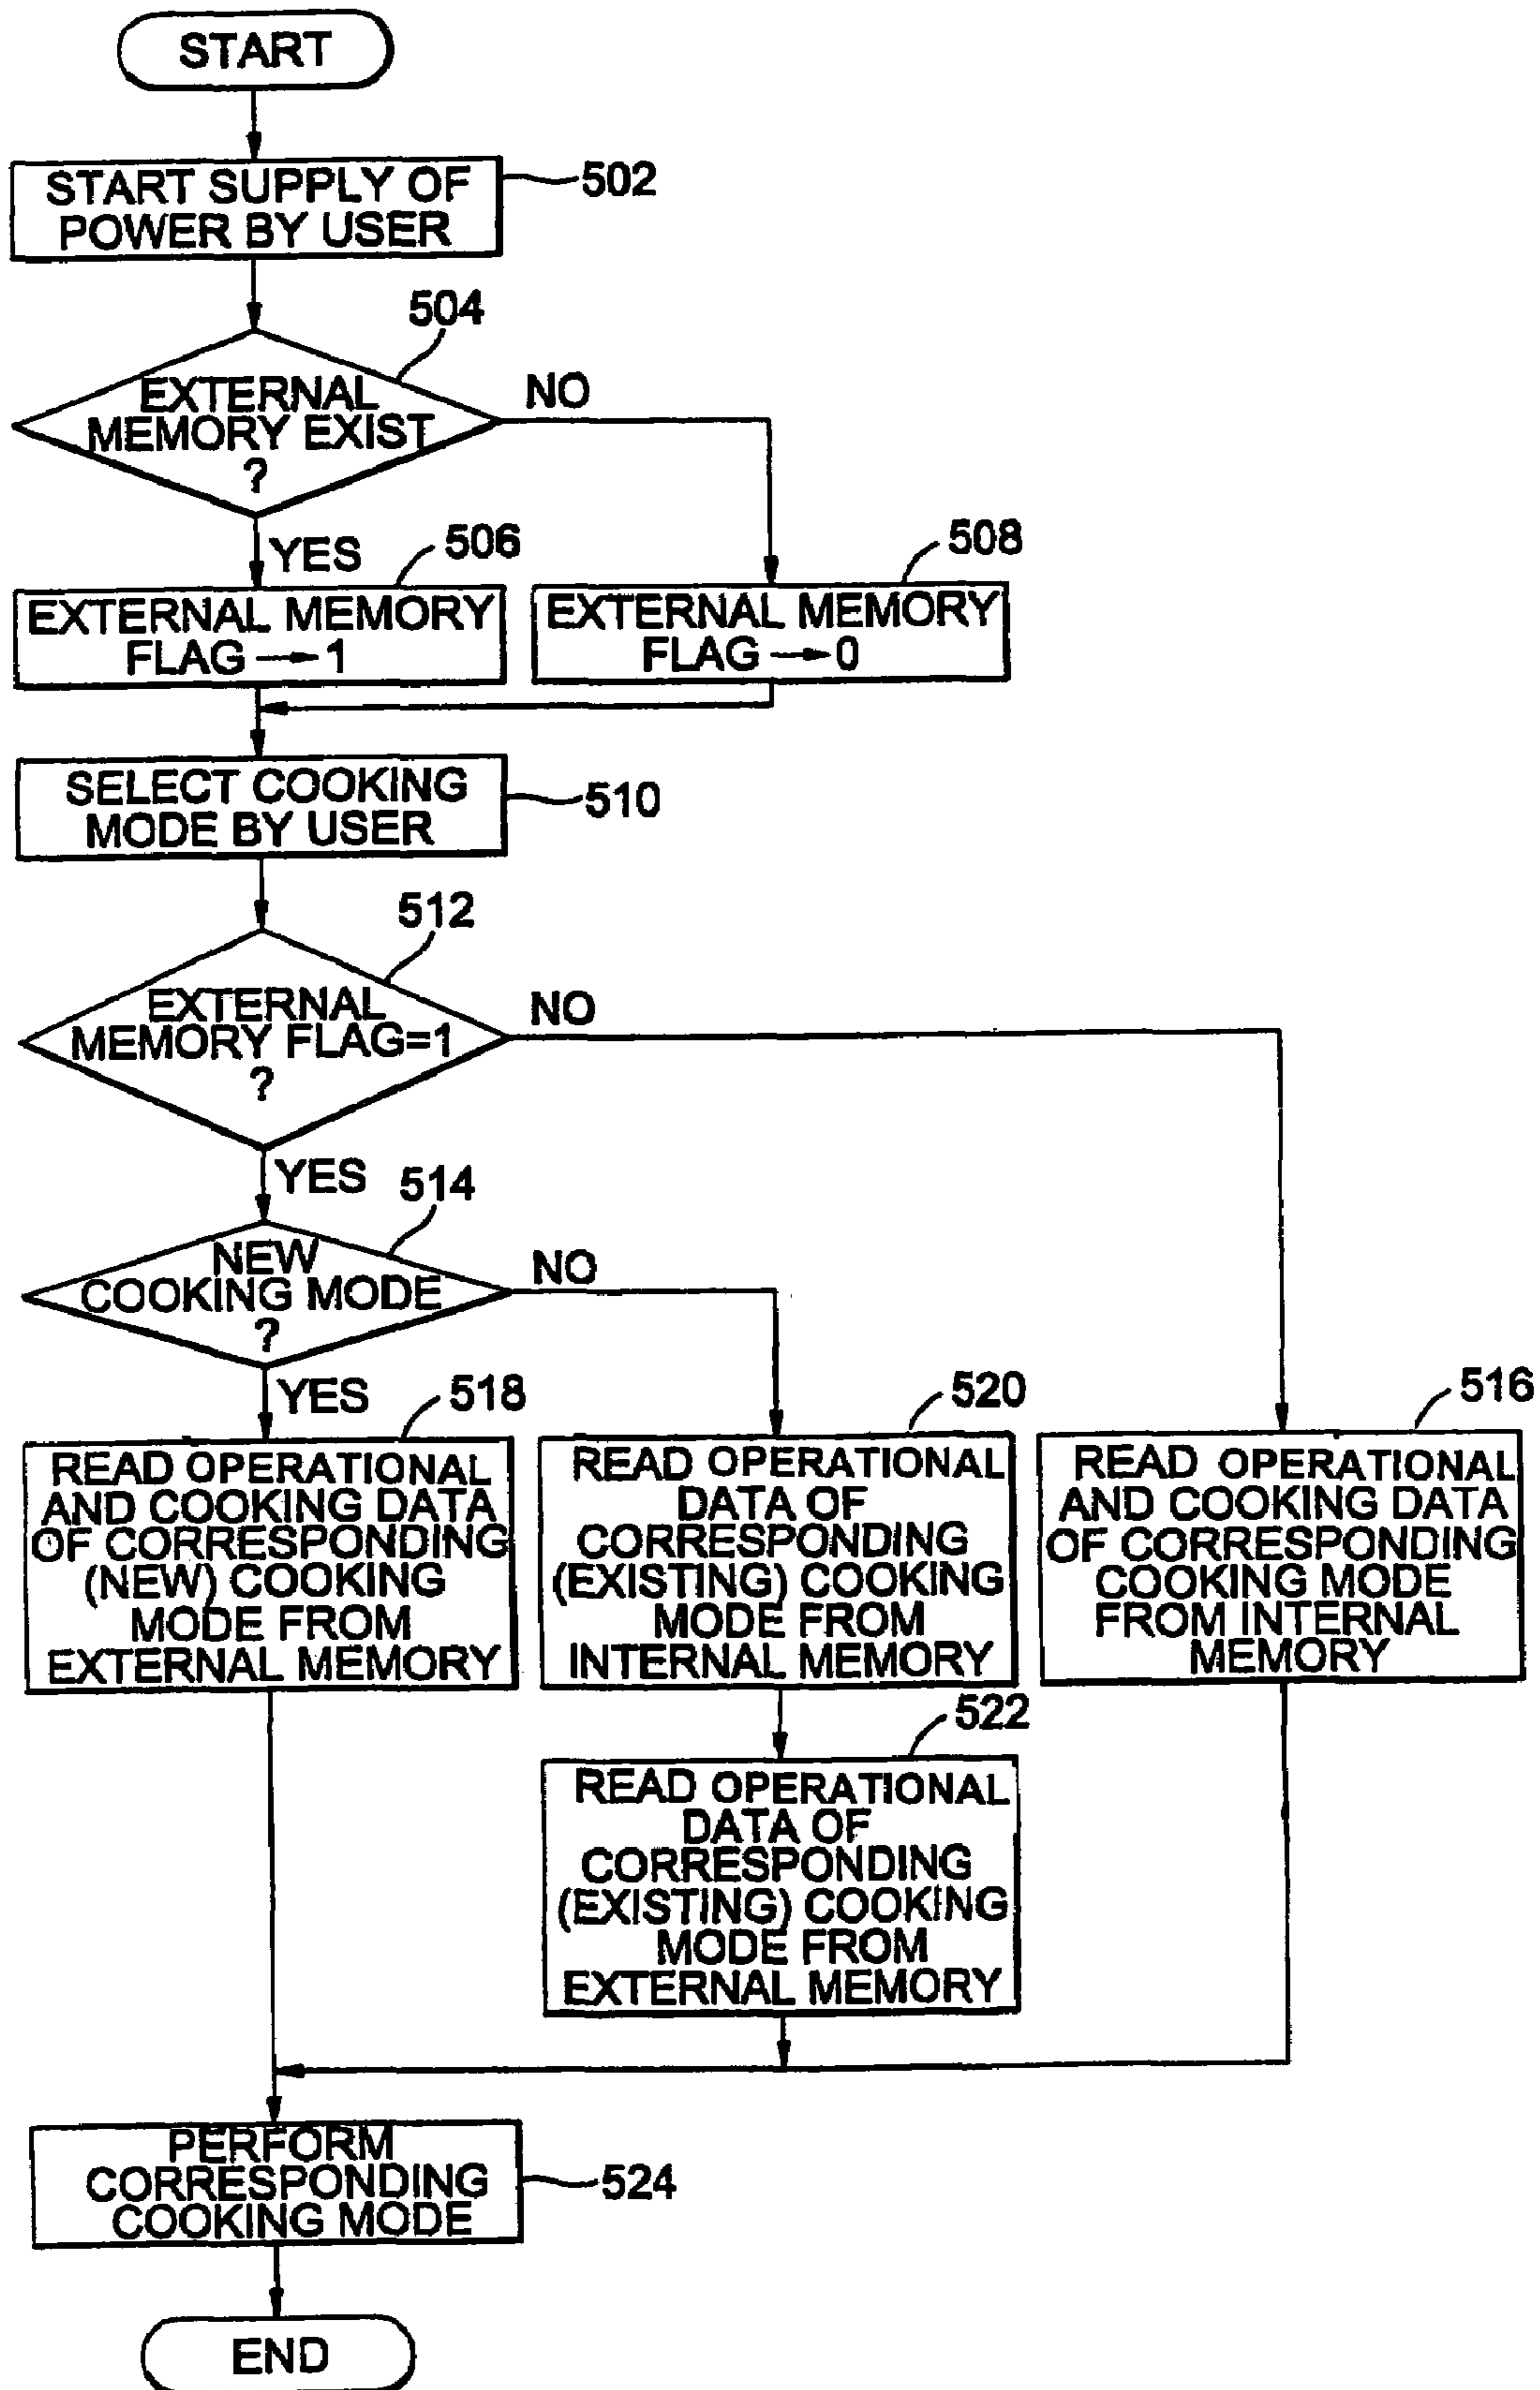 START
START SUPPLY OF
POWER BY USER
502
504
EXTERNAL
MEMORY EXIST
?
NO
YES
506
508
EXTERNAL MEMORY
FLAG → 1
EXTERNAL MEMORY
FLAG → 0
SELECT COOKING
MODE BY USER
510
512
EXTERNAL
MEMORY FLAG=1
?
NO
YES
514
NEW
COOKING MODE
?
NO
YES
518
READ OPERATIONAL
AND COOKING DATA
OF CORRESPONDING
(NEW) COOKING
MODE FROM
EXTERNAL MEMORY
520
READ OPERATIONAL
DATA OF
CORRESPONDING
(EXISTING) COOKING
MODE FROM
INTERNAL MEMORY
516
READ OPERATIONAL
AND COOKING DATA
OF CORRESPONDING
COOKING MODE
FROM INTERNAL
MEMORY
522
READ OPERATIONAL
DATA OF
CORRESPONDING
(EXISTING) COOKING
MODE FROM
EXTERNAL MEMORY
PERFORM
CORRESPONDING
COOKING MODE
524
END